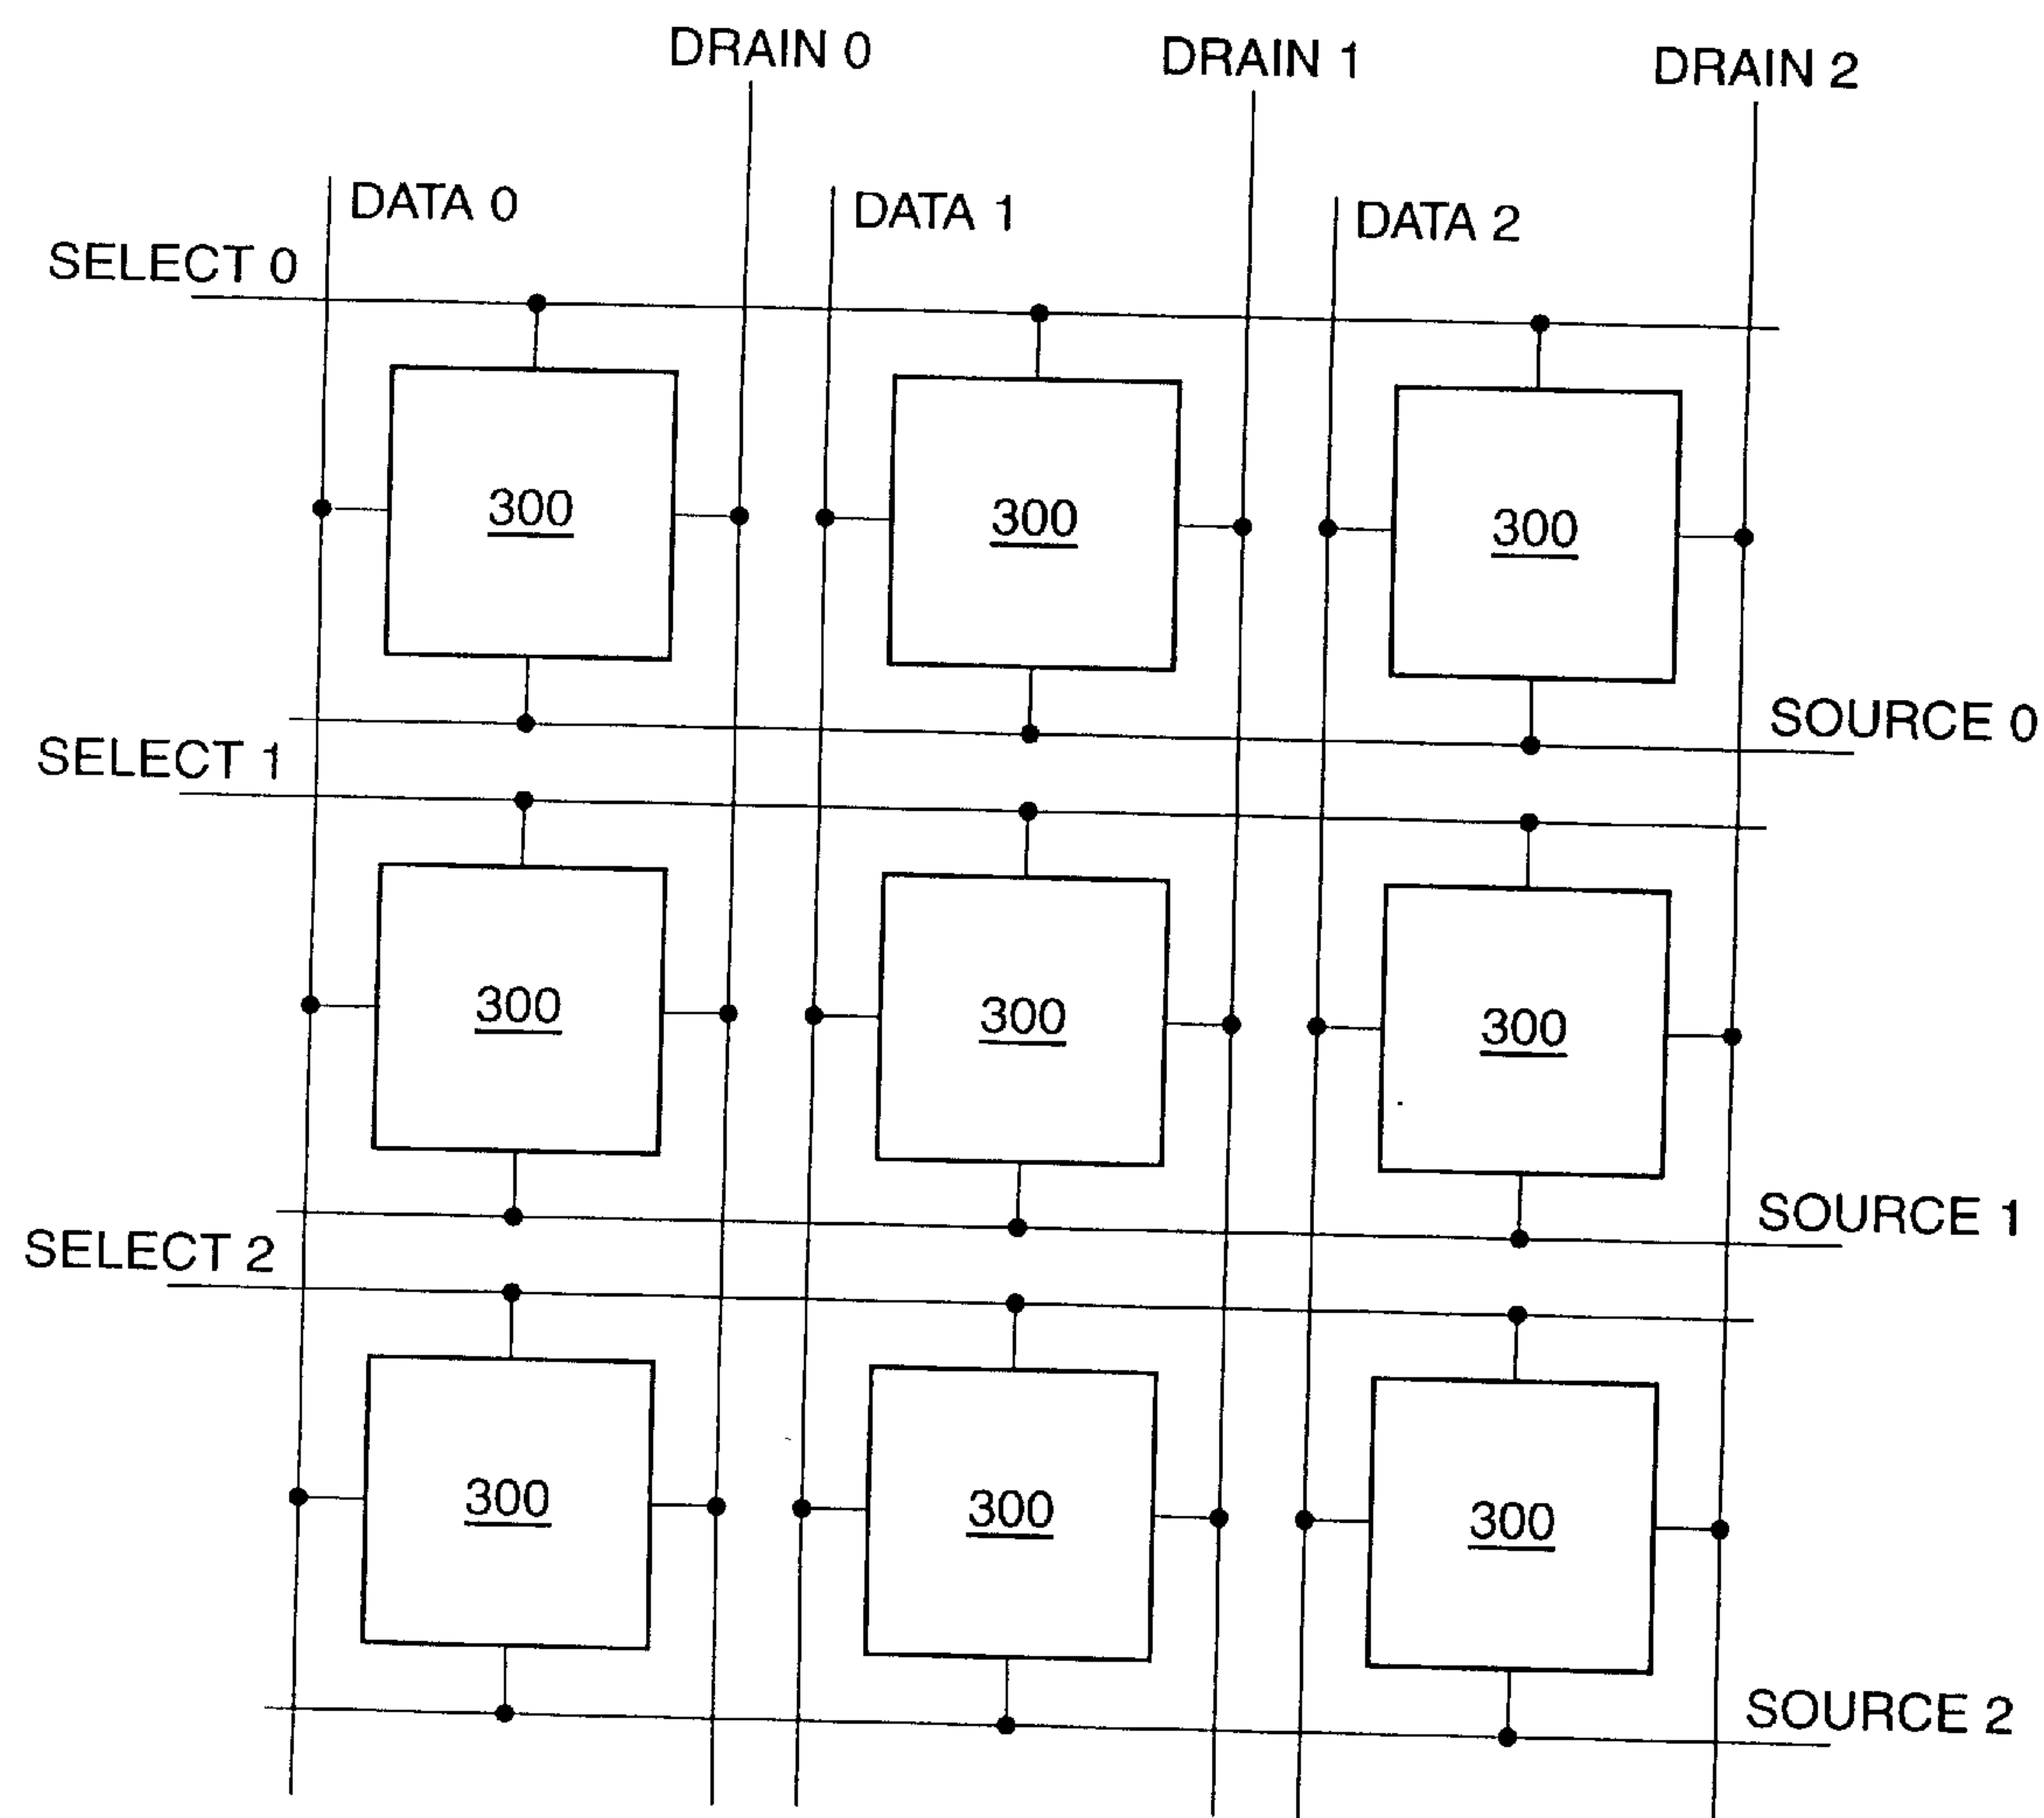 DRAIN 0
DRAIN 1
DRAIN 2
DATA 0
DATA 1
DATA 2
SELECT 0
300
300
300
SOURCE 0
SELECT 1
300
300
300
SOURCE 1
SELECT 2
300
300
300
SOURCE 2